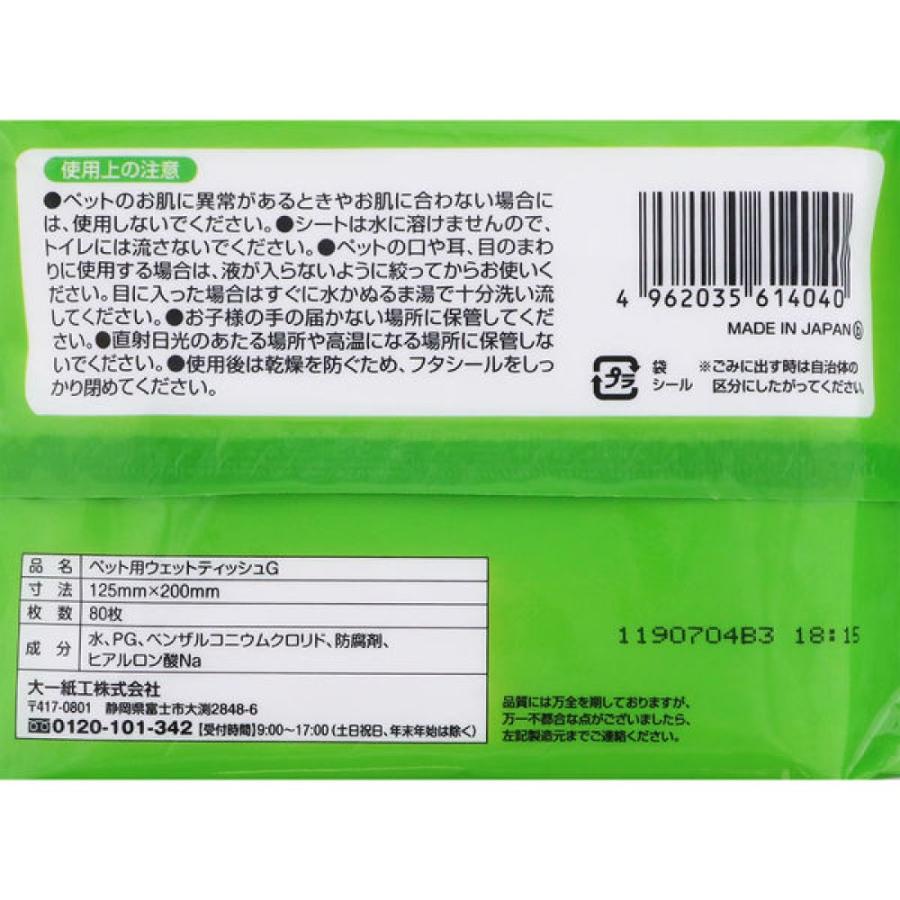 使用上の注意
●ペットのお肌に異常があるときやお肌に合わない場合に
は、使用しないでください。●シートは水に溶けませんので、
トイレには流さないでください。●ペットの口や耳、目のまわ
りに使用する場合は、液が入らないように絞ってからお使いく
ださい。目に入った場合はすぐに水かぬるま湯で十分洗い流
してください。●お子様の手の届かない場所に保管してくだ
さい。●直射日光のあたる場所や高温になる場所に保管しな
いでください。●使用後は乾燥を防ぐため、フタシールをしっ
かり閉めてください。
4 962035 614040
MADE IN JAPAN
プラ
袋
シール
※ごみに出す時は自治体の
区分にしたがってください。
品 名 ペット用ウェットティッシュG
寸 法 125mm×200mm
枚 数 80枚
成 分 水、PG、ベンザルコニウムクロリド、防腐剤、
ヒアルロン酸Na
大一紙工株式会社
〒417-0801 静岡県富士市大渕2848-6
0120-101-342【受付時間】9:00～17:00(土日祝日、年末年始は除く)
1190704B3 18:15
品質には万全を期しておりますが、
万一不都合な点がございましたら、
左記製造元までご連絡ください。